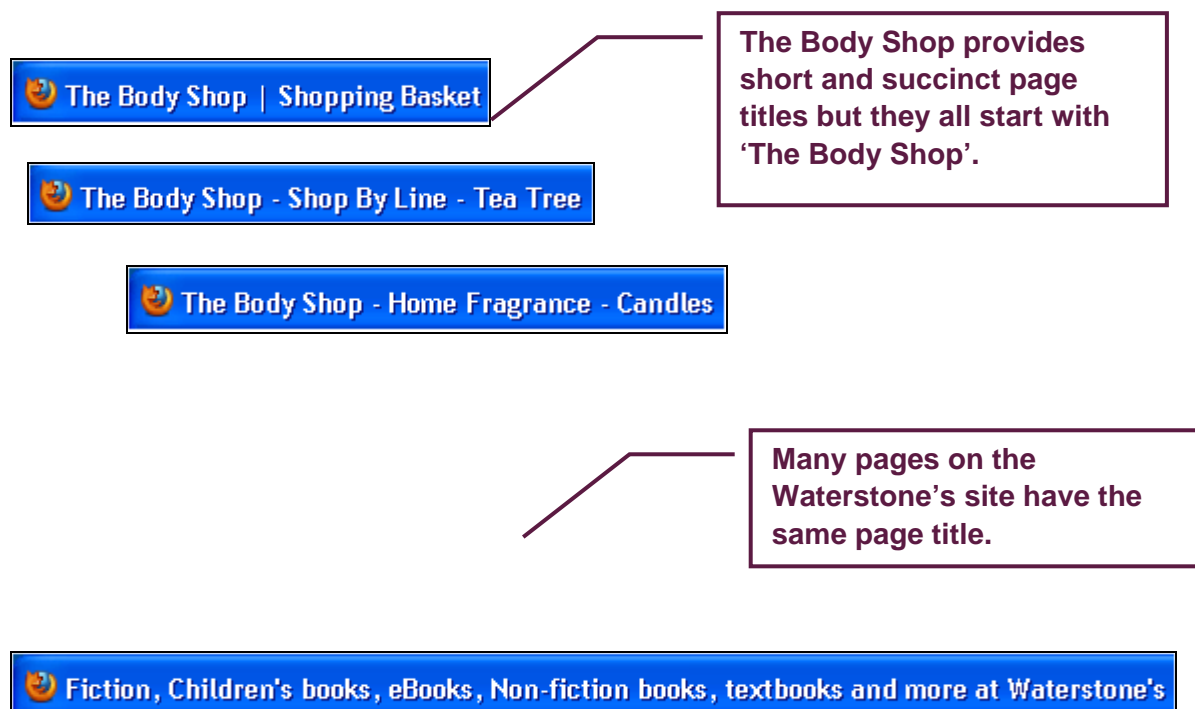 The Body Shop provides
short and succinct page
titles but they all start with
‘The Body Shop’.
The Body Shop | Shopping Basket
The Body Shop - Shop By Line - Tea Tree
The Body Shop - Home Fragrance - Candles
Many pages on the
Waterstone’s site have the
same page title.
Fiction, Children's books, eBooks, Non-fiction books, textbooks and more at Waterstone's